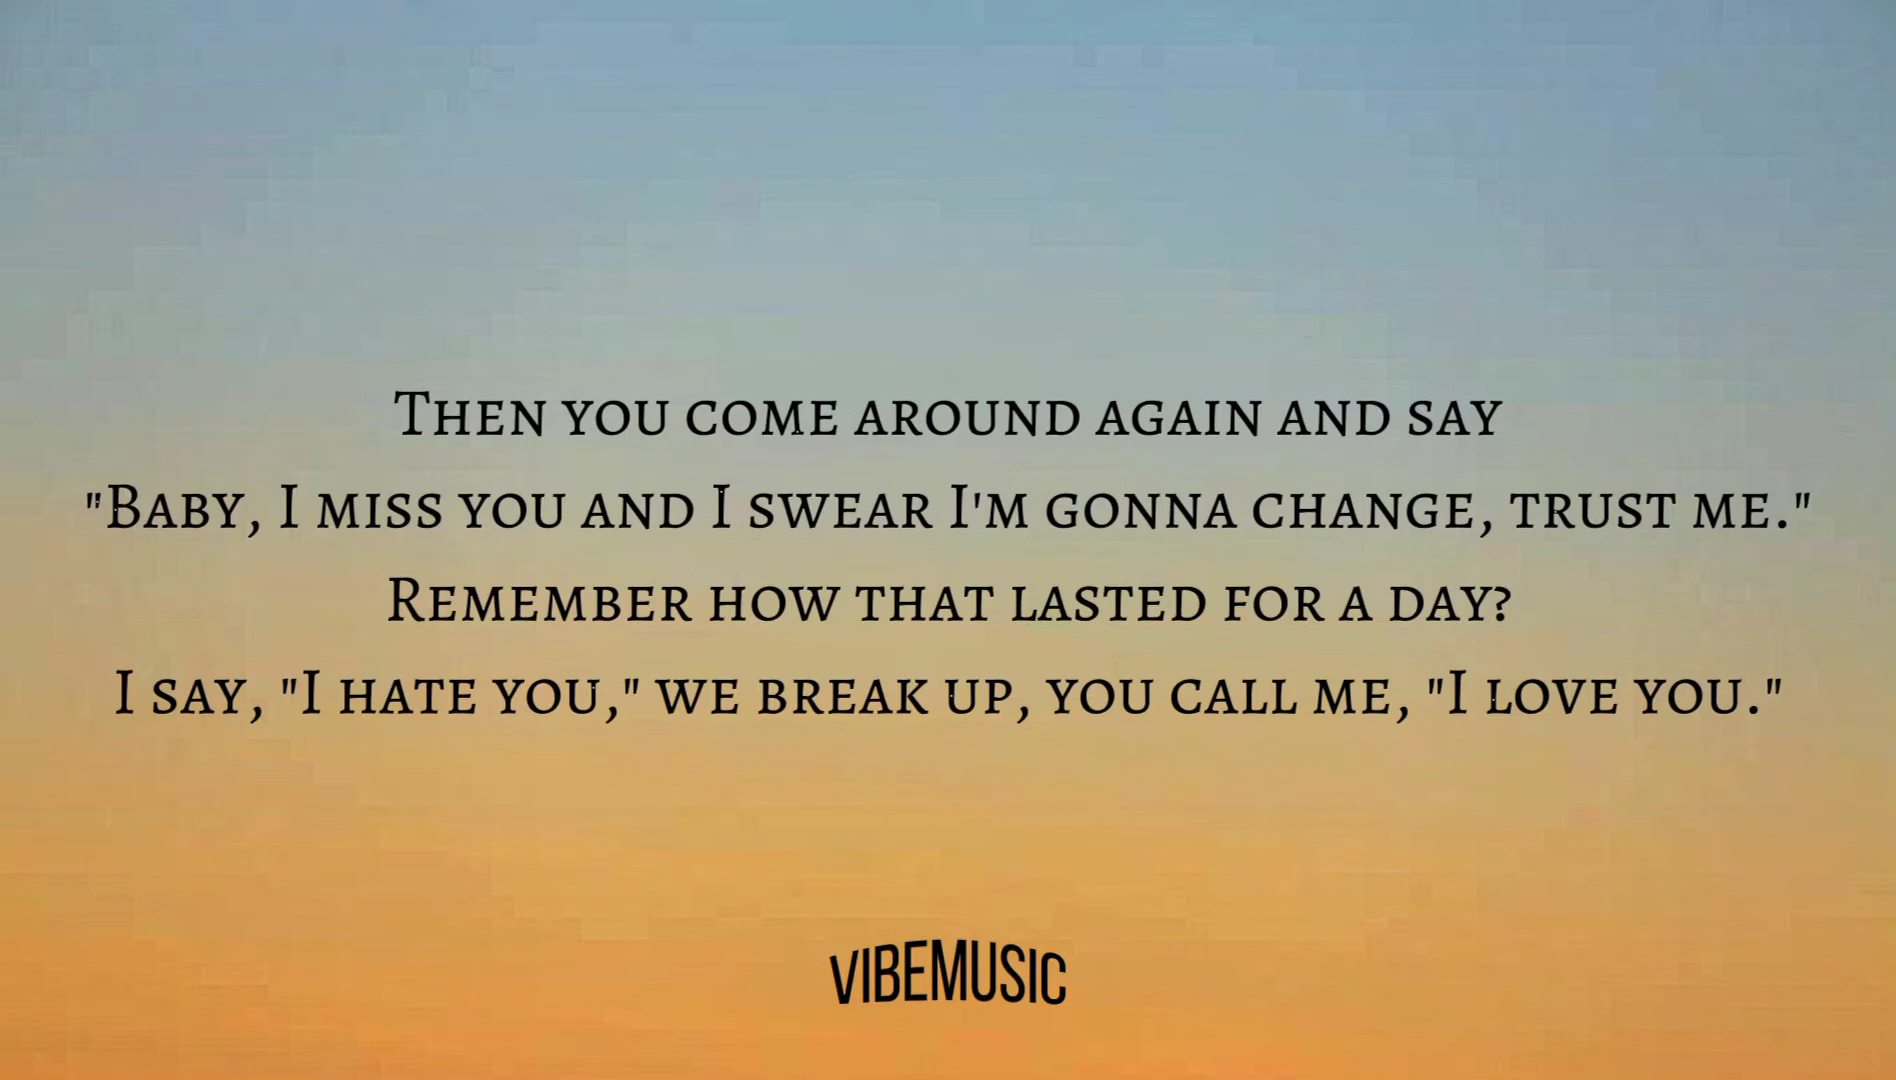 Then you come around again and say
"Baby, I miss you and I swear I'm gonna change, trust me."
Remember how that lasted for a day?
I say, "I hate you," we break up, you call me, "I love you."
VIBEMUSIC